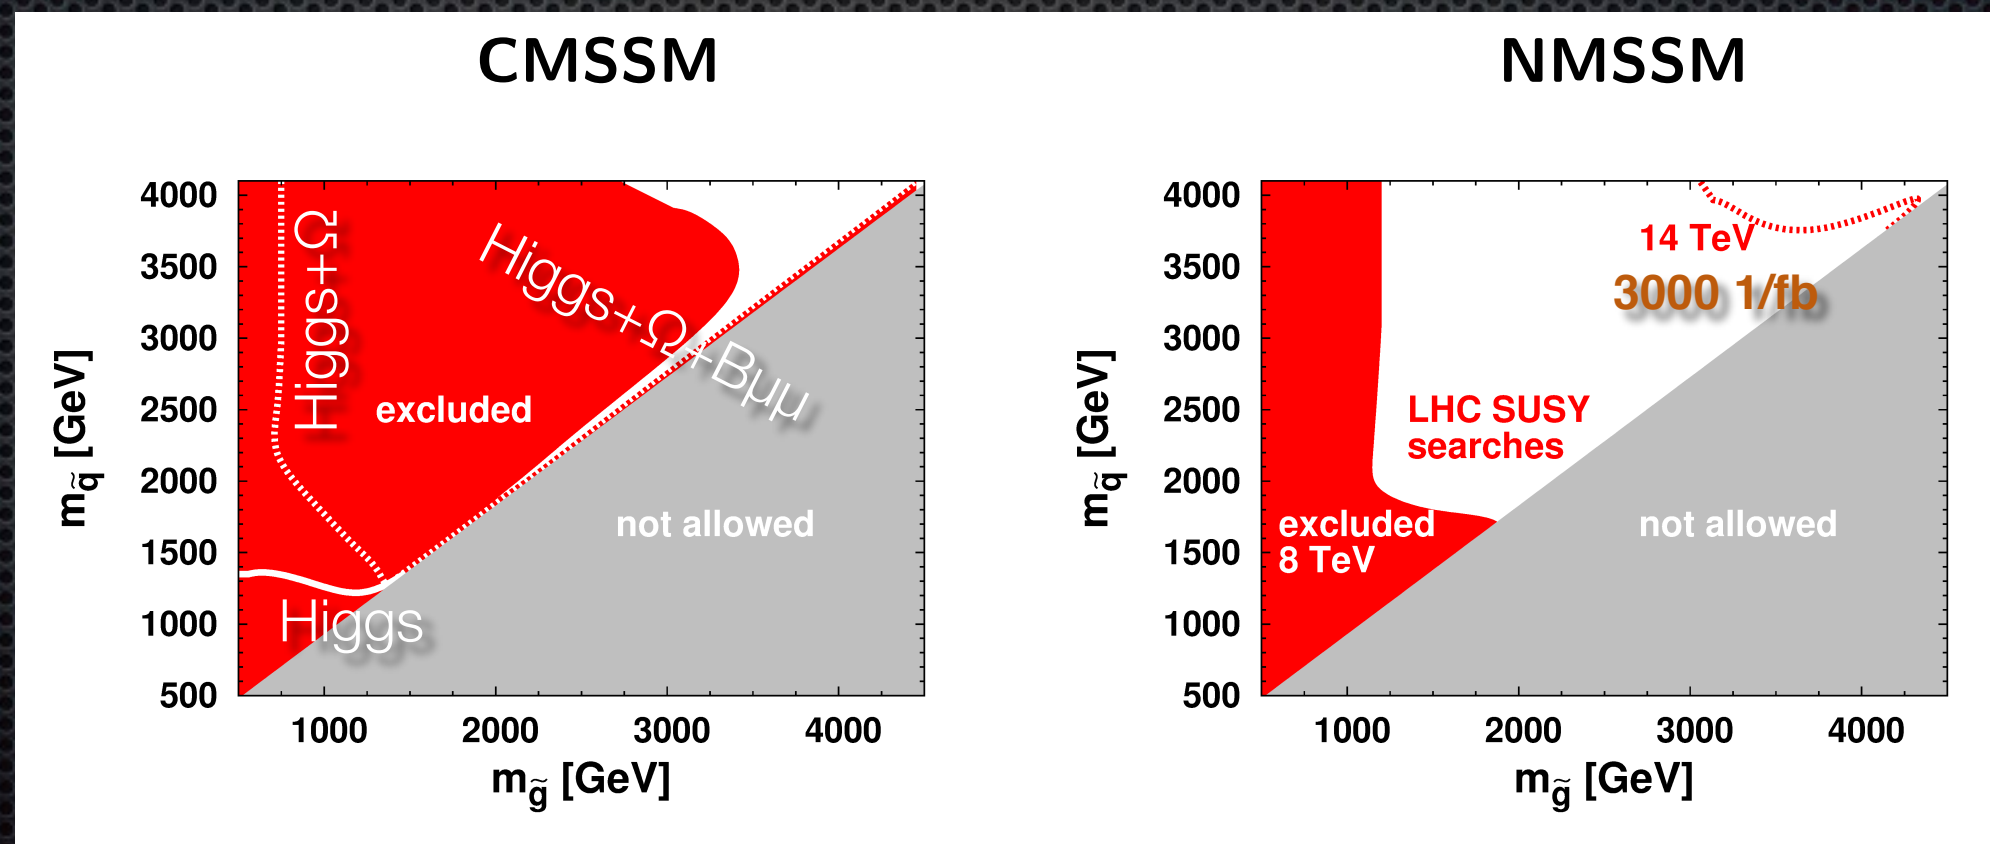 CMSSM
NMSSM
4000
3500
3000
2500
2000
1500
1000
500
m_q̃ [GeV]
Higgs+Ω
Higgs+Ω+Bμμ
excluded
not allowed
Higgs
1000
2000
3000
4000
m_g̃ [GeV]
4000
3500
3000
2500
2000
1500
1000
500
m_q̃ [GeV]
14 TeV
3000 1/fb
LHC SUSY
searches
excluded
8 TeV
not allowed
1000
2000
3000
4000
m_g̃ [GeV]